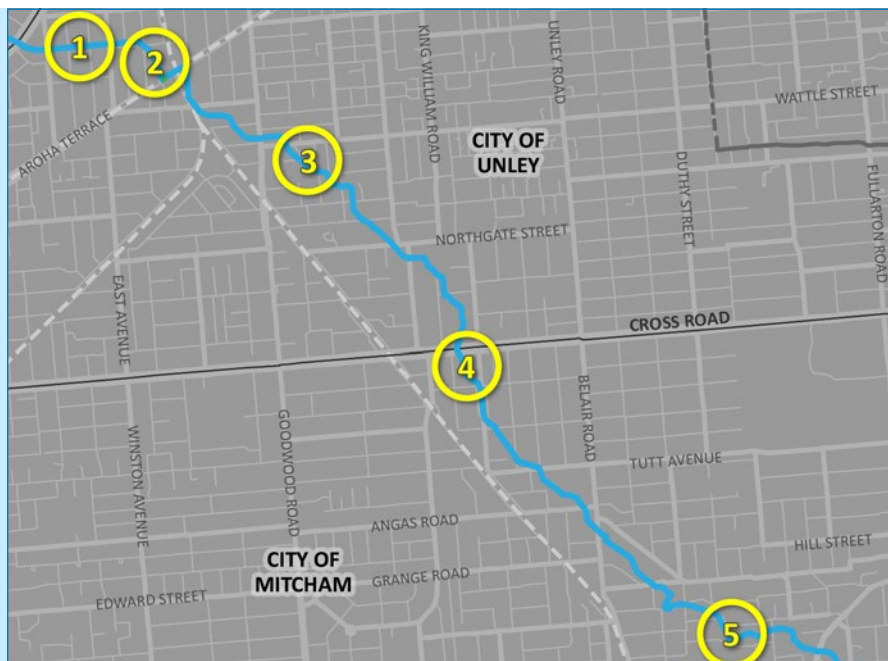 1
2
3
4
5
KING WILLIAM ROAD
UNLEY ROAD
WATTLE STREET
AROHA TERRACE
CITY OF
UNLEY
DUTHY STREET
FULLARTON ROAD
NORTHGATE STREET
EAST AVENUE
CROSS ROAD
WINSTON AVENUE
GOODWOOD ROAD
BELAIR ROAD
TUTT AVENUE
ANGAS ROAD
HILL STREET
CITY OF
MITCHAM
GRANGE ROAD
EDWARD STREET